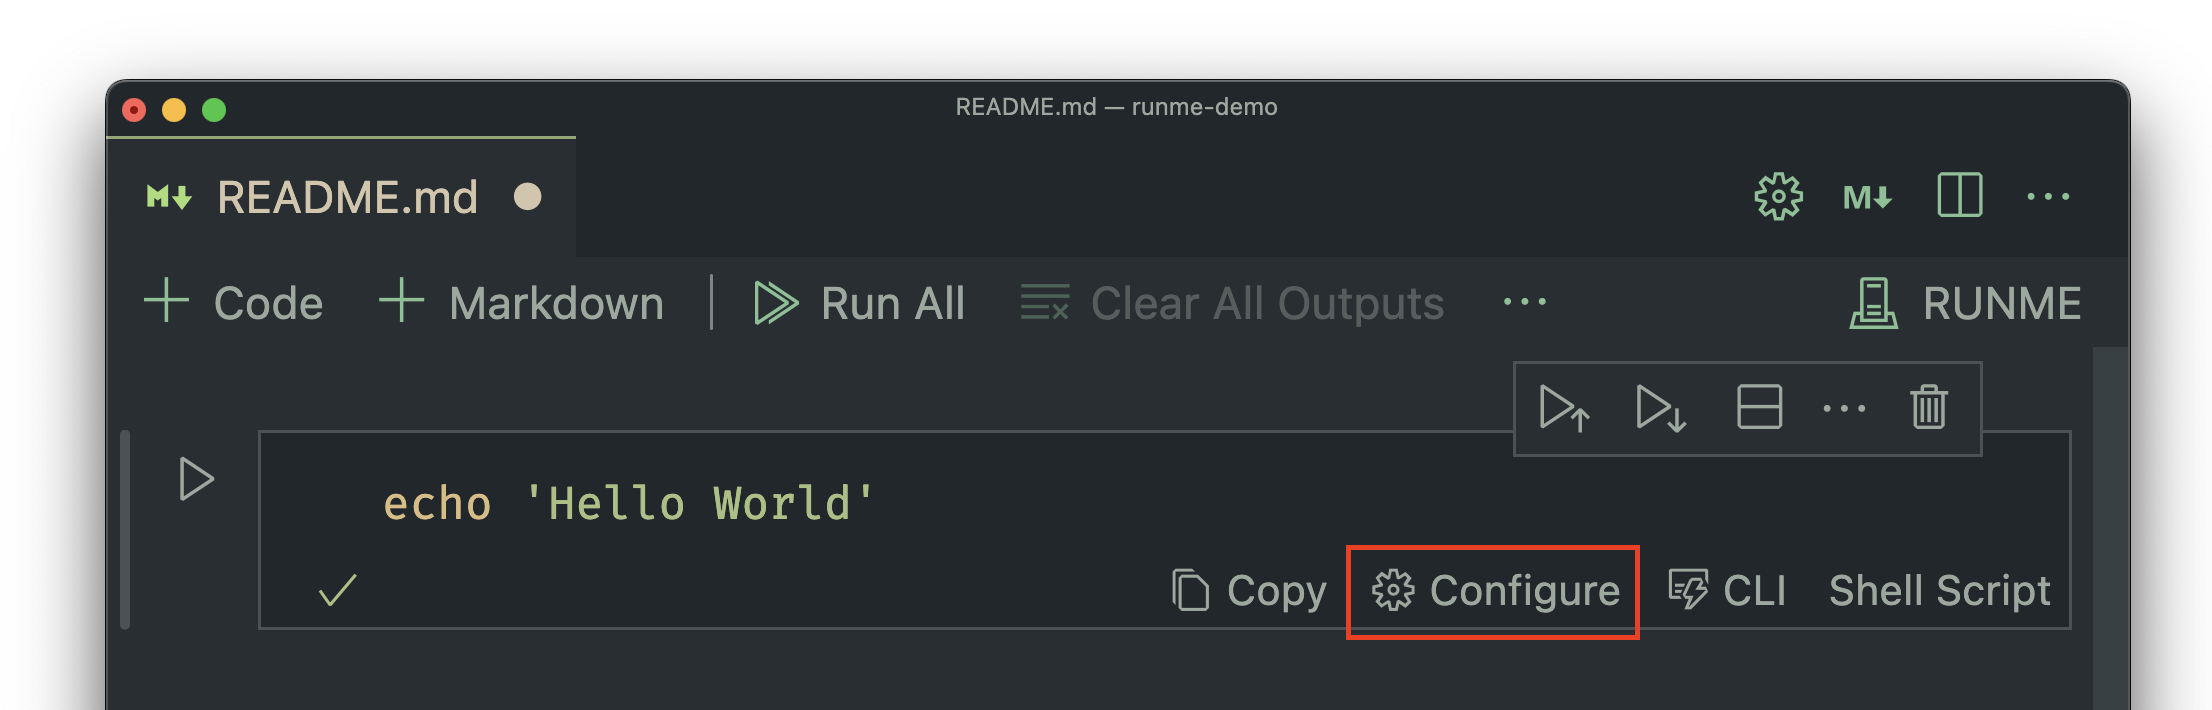 README.md — runme-demo
README.md
Code Markdown Run All Clear All Outputs ... RUNME
echo 'Hello World'
Copy Configure CLI Shell Script